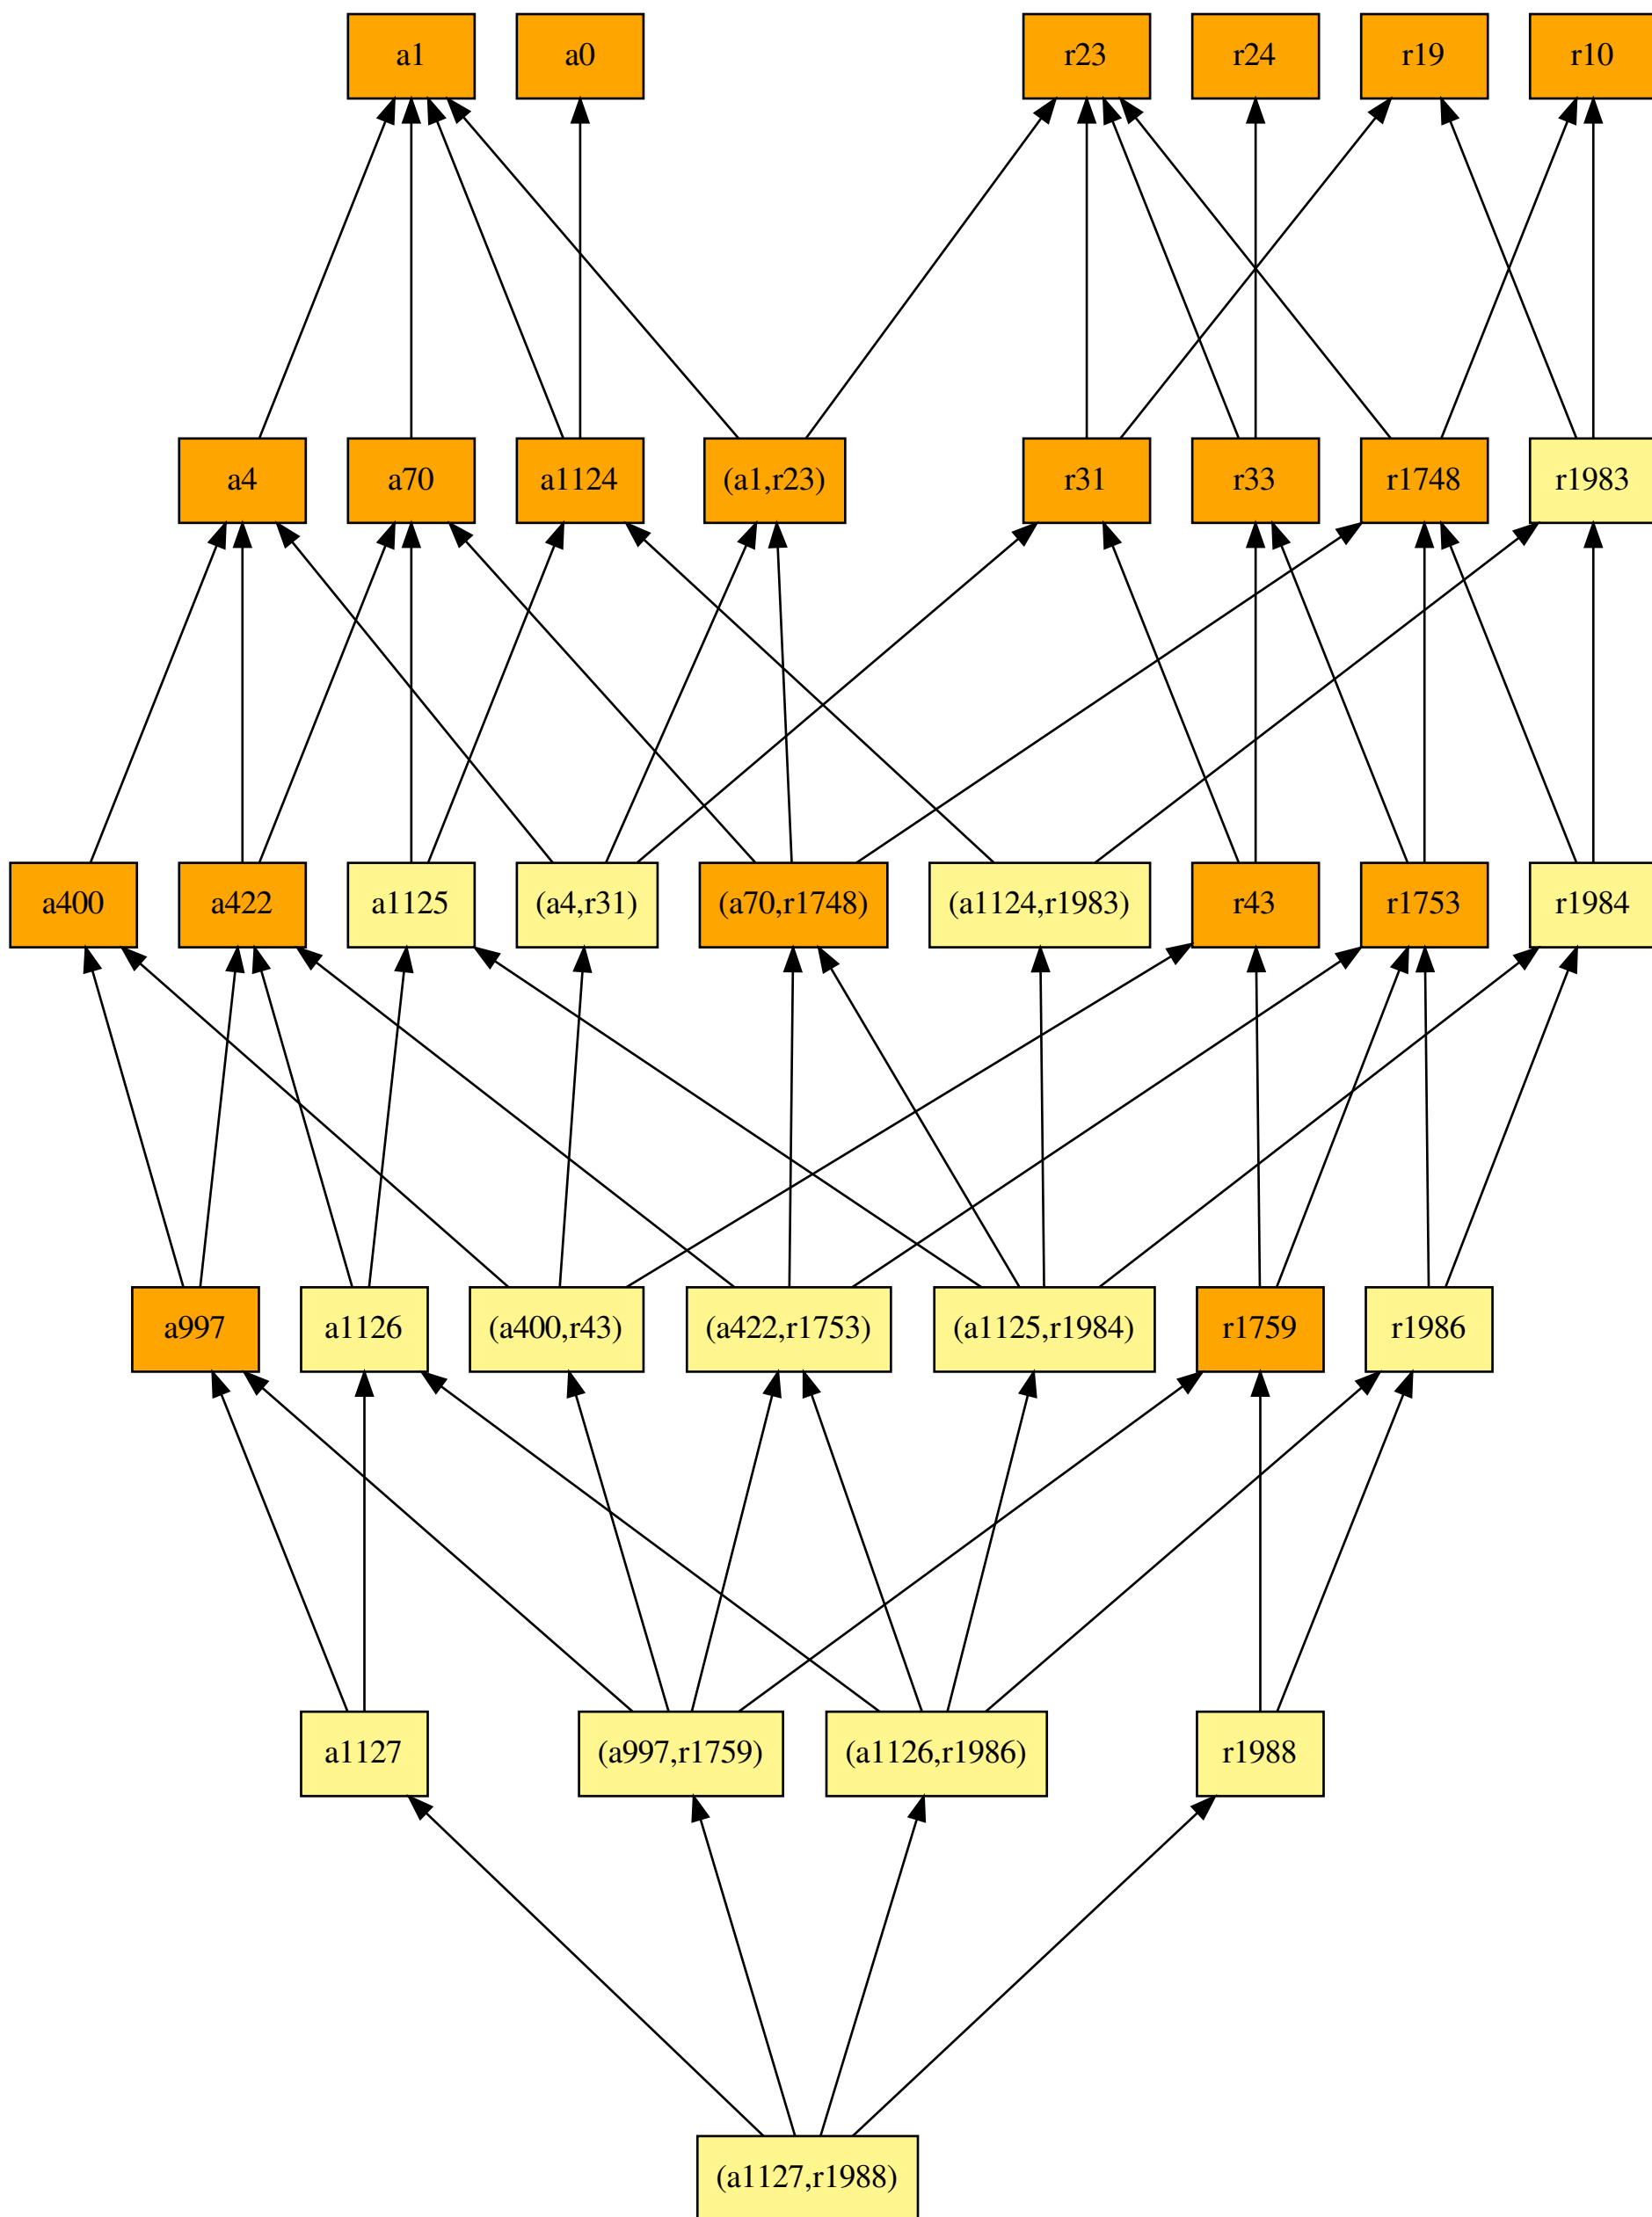 a1
a0
r23
r24
r19
r10
a4
a70
a1124
(a1,r23)
r31
r33
r1748
r1983
a400
a422
a1125
(a4,r31)
(a70,r1748)
(a1124,r1983)
r43
r1753
r1984
a997
a1126
(a400,r43)
(a422,r1753)
(a1125,r1984)
r1759
r1986
a1127
(a997,r1759)
(a1126,r1986)
r1988
(a1127,r1988)